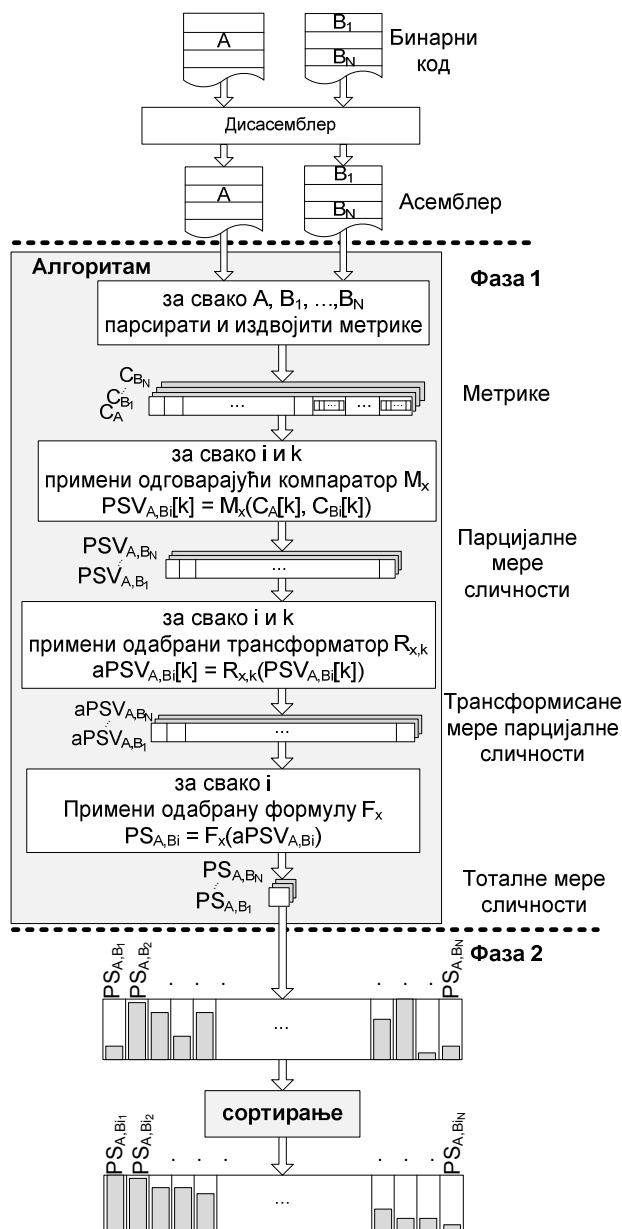 A
B1
BN
Бинарни
код
Дисасемблер
A
B1
BN
Асемблер
Алгоритам
Фаза 1
за свако A, B1, ...,BN
парсирати и издвојити метрике
CBN
CB1
CA
...
...
...
...
Метрике
за свако i и k
примени одговарајући компаратор Mx
PSVA,Bi[k] = Mx(CA[k], CBi[k])
PSVA,BN
PSVA,B1
...
Парцијалне
мере
сличности
за свако i и k
примени одабрани трансформатор Rx,k
aPSVA,Bi[k] = Rx,k(PSVA,Bi[k])
aPSVA,BN
aPSVA,B1
...
Трансформисане
мере парцијалне
сличности
за свако i
Примени одабрану формулу Fx
PSA,Bi = Fx(aPSVA,Bi)
PSA,BN
PSA,B1
Тоталне мере
сличности
Фаза 2
PSA,B1
PSA,B2
. . .
. . .
PSA,BN
...
сортирање
PSA,Bi1
PSA,Bi2
. . .
. . .
PSA,BiN
...